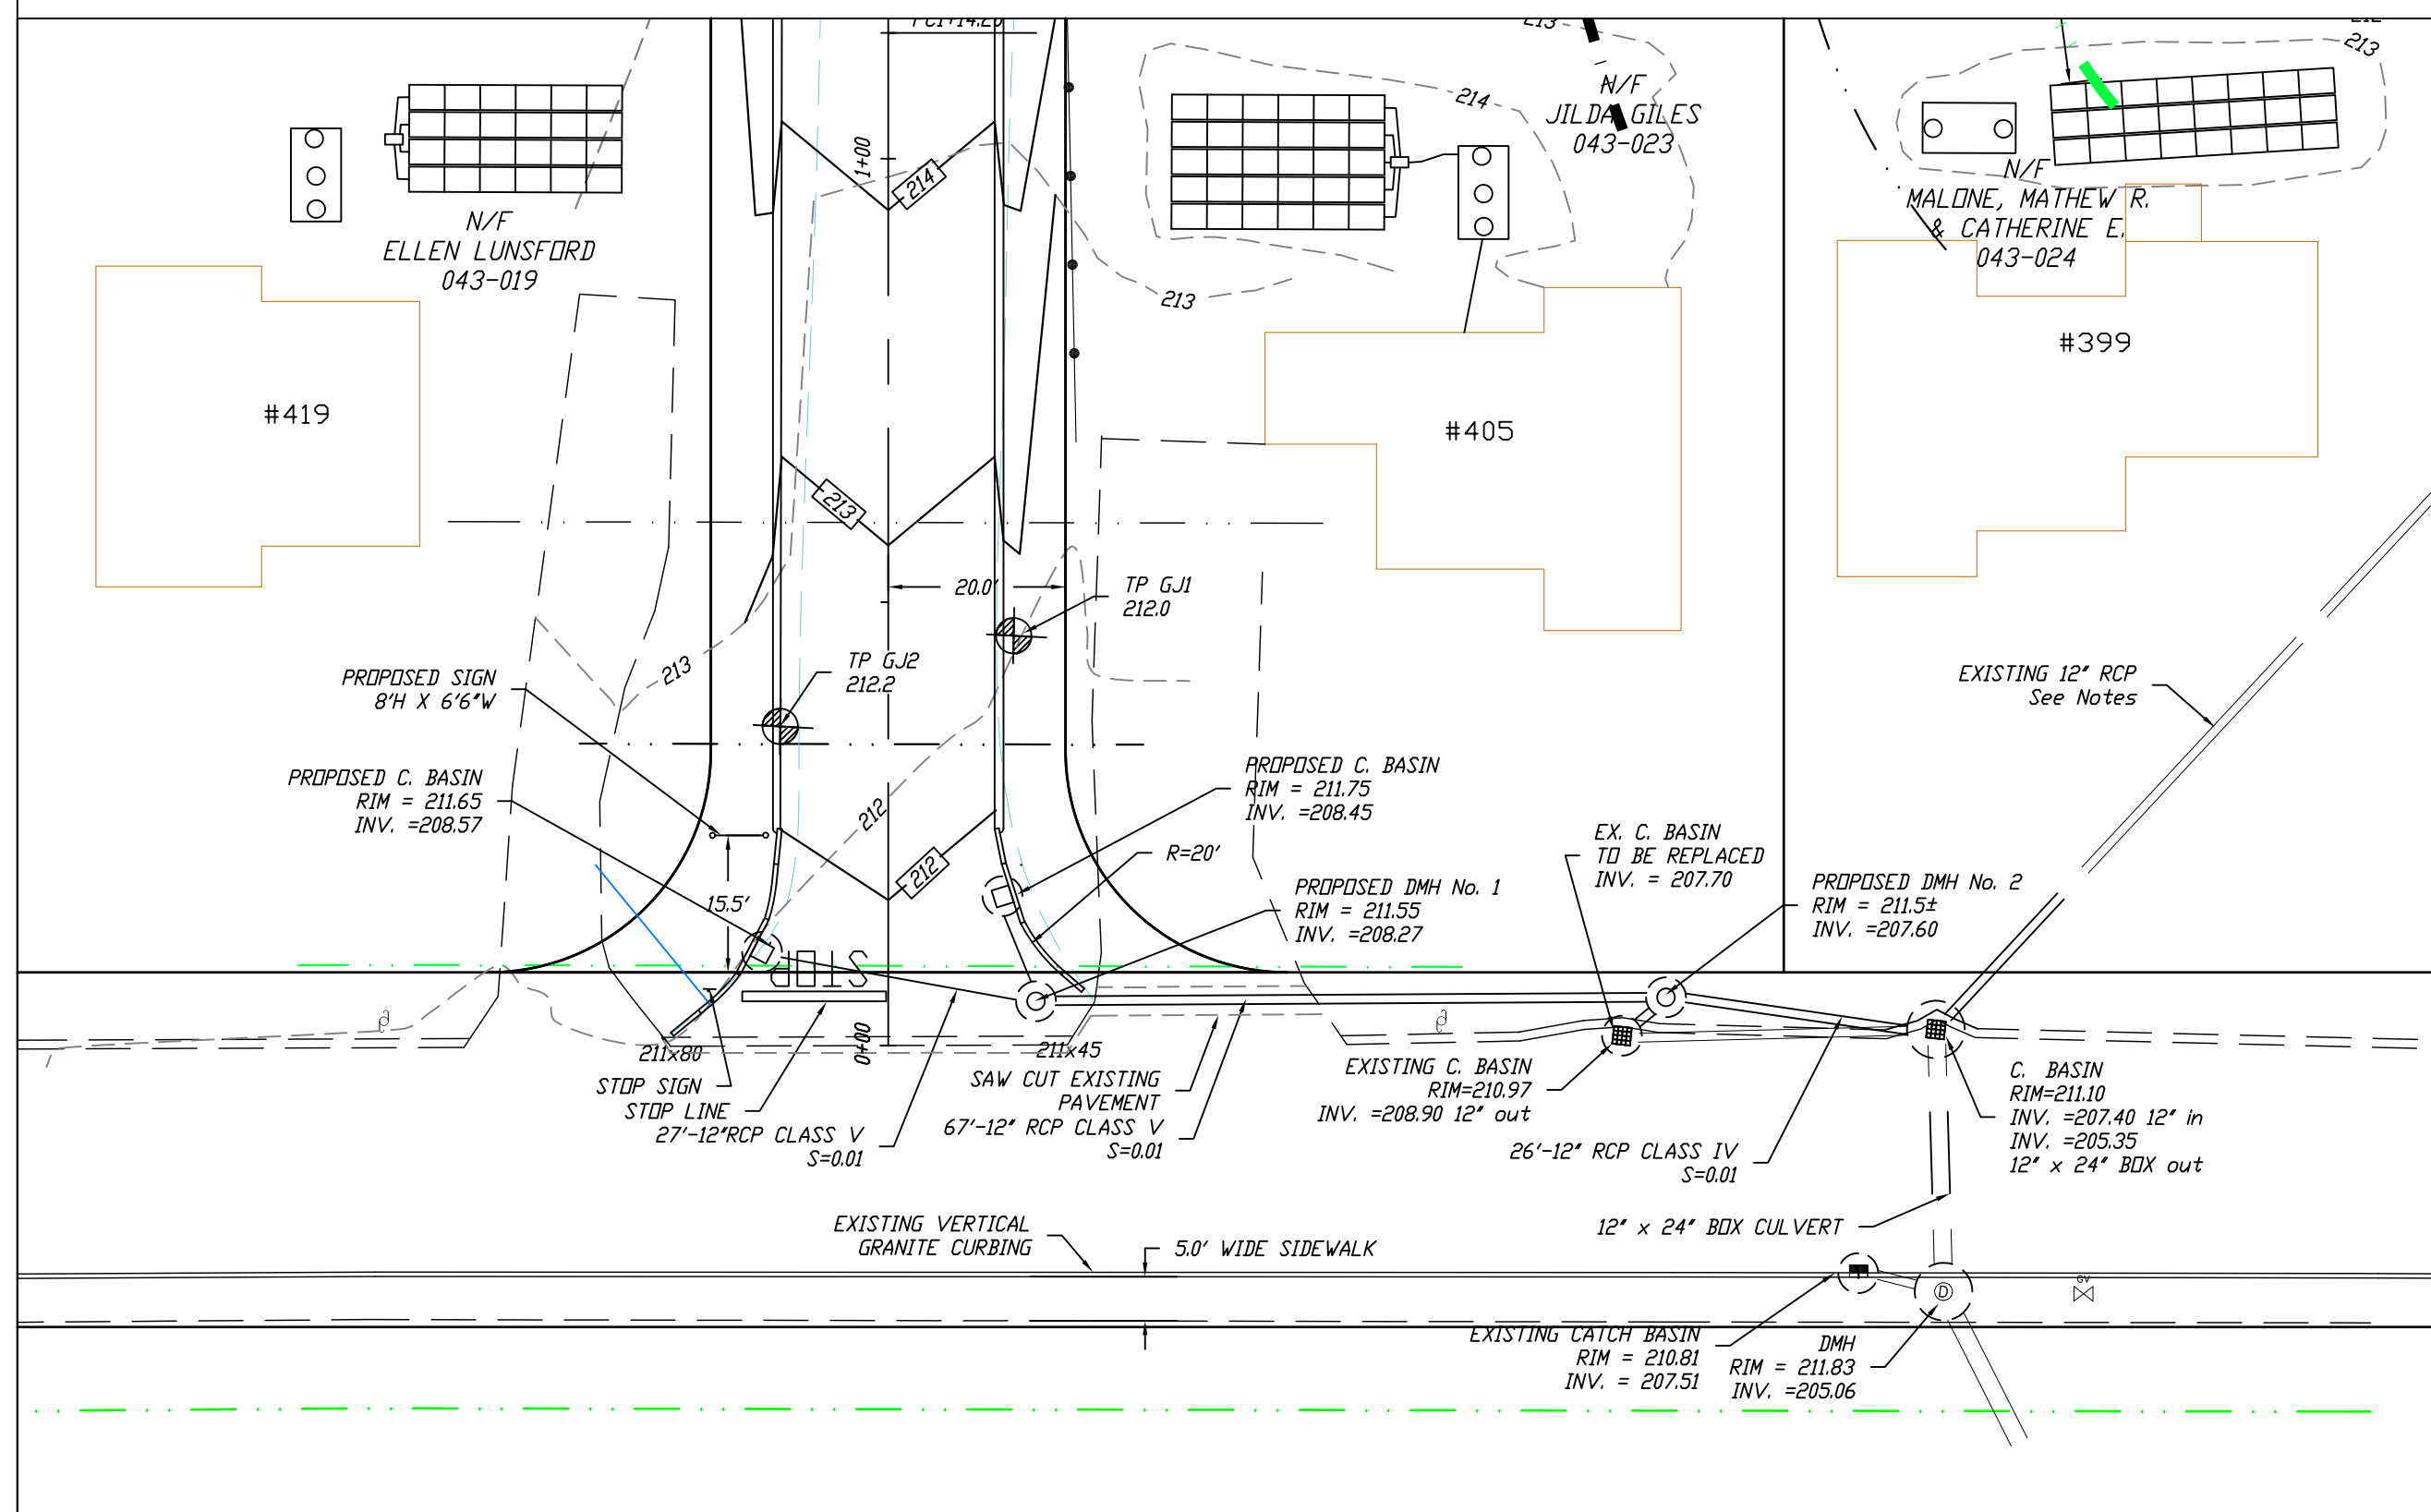 213
213
214
N/F
JILDA GILES
043-023
1+00
214
N/F
MALONE, MATHEW R.
& CATHERINE E.
043-024
N/F
ELLEN LUNSFORD
043-019
213
#399
#419
#405
213
20.0'
TP GJ1
212.0
TP GJ2
212.2
213
PROPOSED SIGN
8'H X 6'6"W
EXISTING 12" RCP
See Notes
PROPOSED C. BASIN
RIM = 211.65
INV. =208.57
PROPOSED C. BASIN
RIM = 211.75
INV. =208.45
212
R=20'
212
15.5'
EX. C. BASIN
TO BE REPLACED
INV. = 207.70
PROPOSED DMH No. 1
RIM = 211.55
INV. =208.27
PROPOSED DMH No. 2
RIM = 211.5±
INV. =207.60
STOP
0+00
211x80
211x45
STOP SIGN
STOP LINE
27'-12"RCP CLASS V
S=0.01
SAW CUT EXISTING
PAVEMENT
67'-12" RCP CLASS V
S=0.01
EXISTING C. BASIN
RIM=210.97
INV. =208.90 12" out
26'-12" RCP CLASS IV
S=0.01
C. BASIN
RIM=211.10
INV. =207.40 12" in
INV. =205.35
12" x 24" BOX out
EXISTING VERTICAL
GRANITE CURBING
5.0' WIDE SIDEWALK
12" x 24" BOX CULVERT
D
GV
EXISTING CATCH BASIN
RIM = 210.81
INV. = 207.51
DMH
RIM = 211.83
INV. =205.06